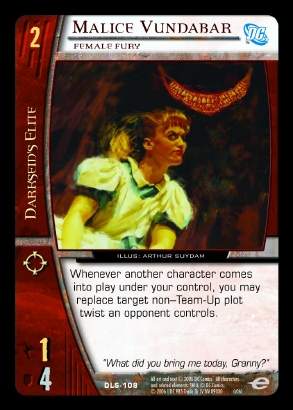 2
MALICE VUNDABAR
DC
FEMALE FURY
DARKSEID'S ELITE
ILLUS: ARTHUR SUYDAM
Whenever another character comes
into play under your control, you may
replace target non–Team-Up plot
twist an opponent controls.
1
4
"What did you bring me today, Granny?"
DLS-108